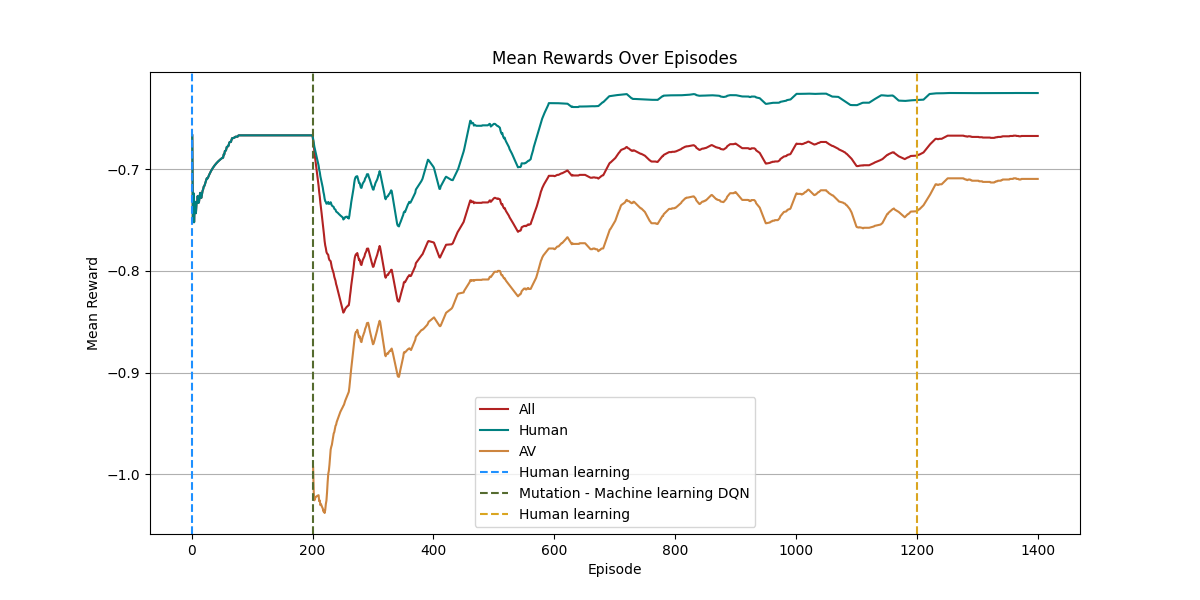 Mean Rewards Over Episodes
Mean Reward
−0.7
−0.8
−0.9
−1.0
All
Human
AV
Human learning
Mutation - Machine learning DQN
Human learning
0 200 400 600 800 1000 1200 1400
Episode